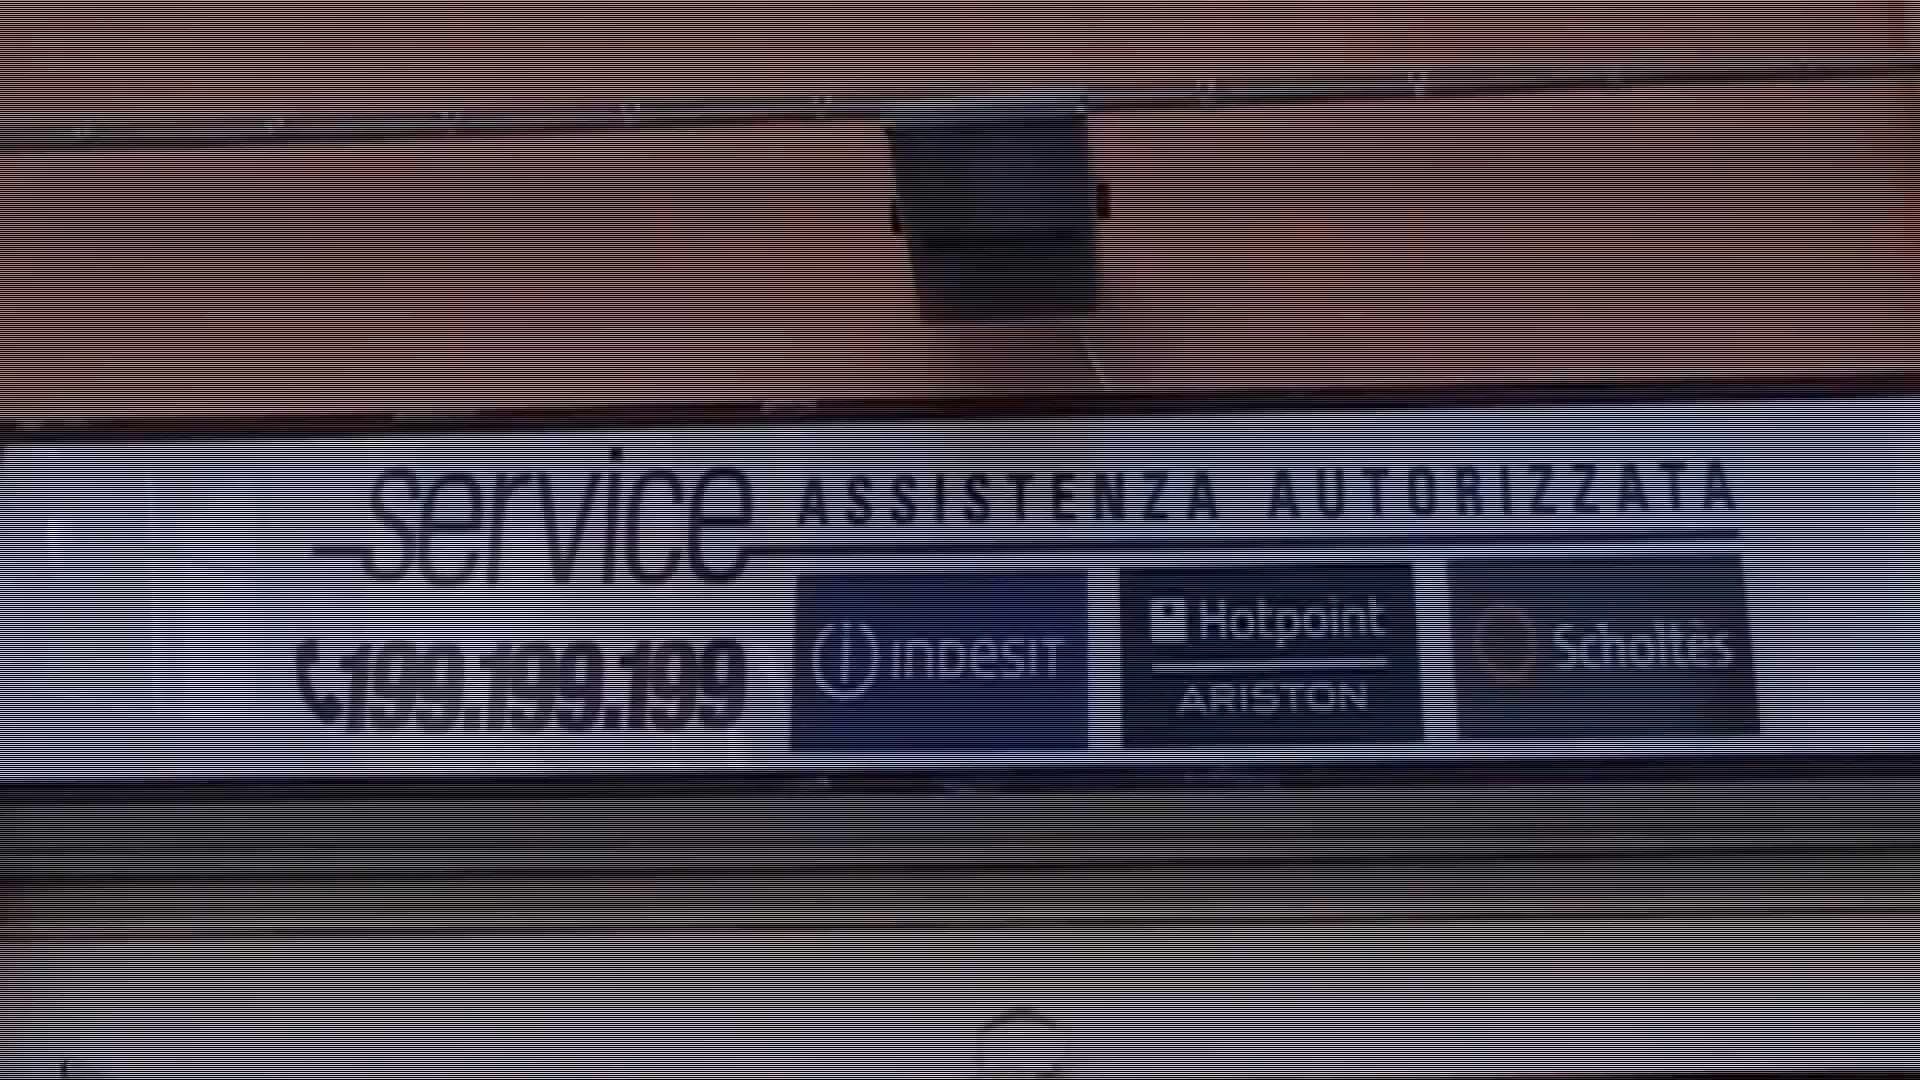 service ASSISTENZA AUTORIZZATA
199.199.199
INDESIT
Hotpoint
ARISTON
Scholtès